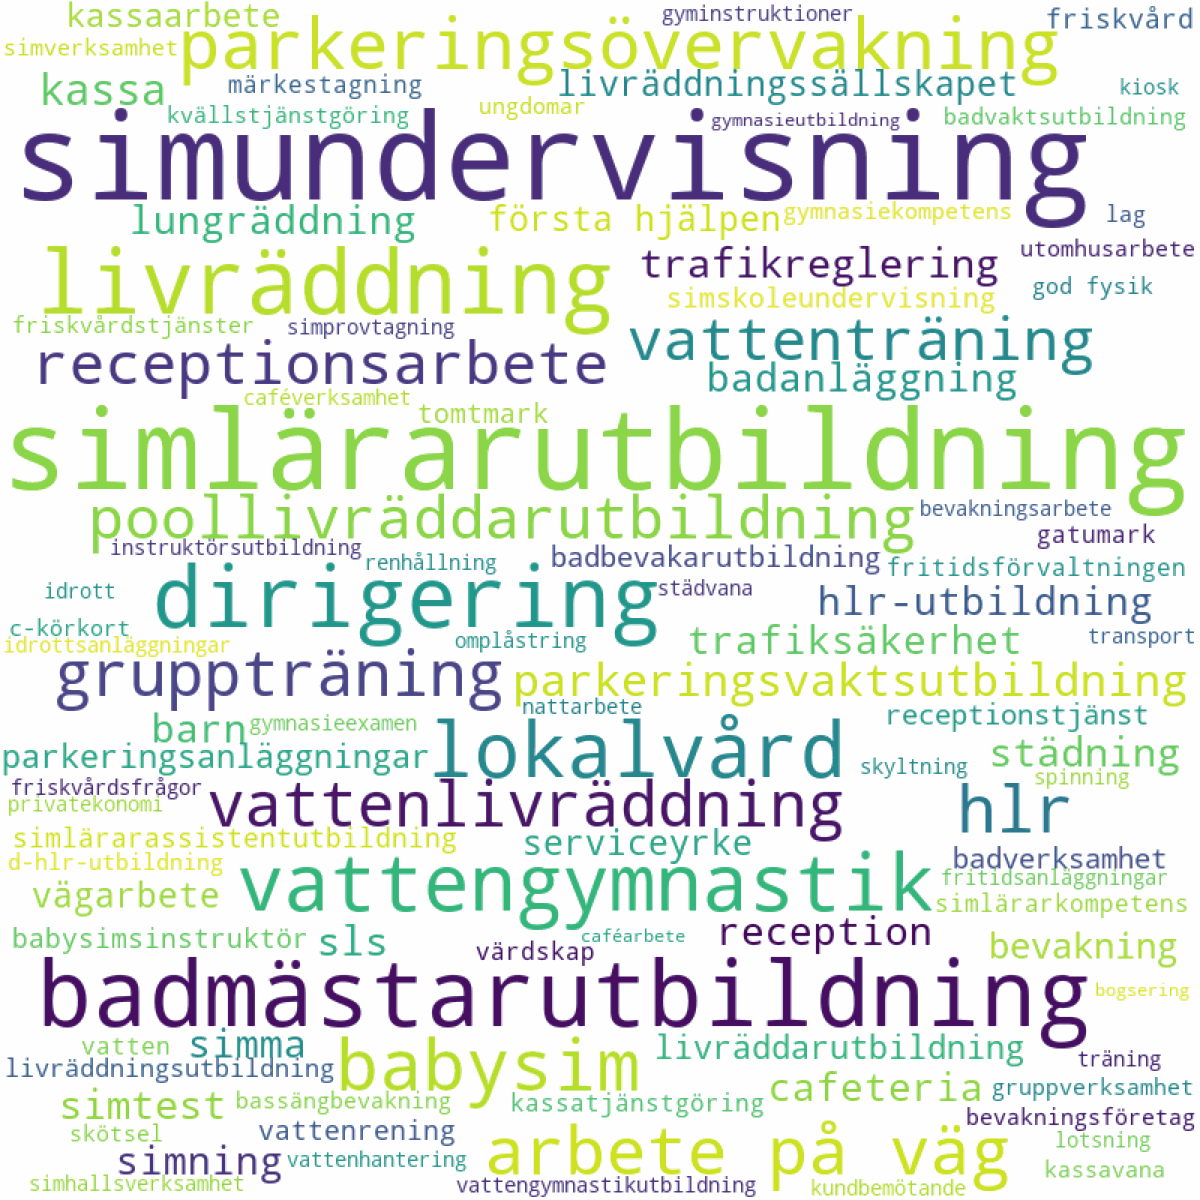 kassaarbete
gyminstruktioner
friskvård
simverksamhet
parkeringsövervakning
kassa
märkestagning
livräddningssällskapet
kiosk
kvällstjänstgöring
ungdomar
gymnasieutbildning
badvaktsutbildning
simundervisning
lungräddning
första hjälpen
gymnasiekompetens
lag
utomhusarbete
livräddning
trafikreglering
god fysik
simskoleundervisning
friskvårdstjänster
simprovtagning
vattenträning
receptionsarbete
badanläggning
caféverksamhet
tomtmark
simlärarutbildning
poollivräddarutbildning
bevakningsarbete
gatumark
instruktörsutbildning
renhållning
badbevakarutbildning
fritidsförvaltningen
idrott
dirigering
städvana
hlr-utbildning
c-körkort
omplåstring
trafiksäkerhet
transport
idrottsanläggningar
gruppträning
parkeringsvaktsutbildning
nattarbete
barn
gymnasieexamen
receptionstjänst
parkeringsanläggningar
lokalvård
städning
skyltning
spinning
friskvårdsfrågor
privatekonomi
vattenlivräddning
hlr
simlärarassistentutbildning
serviceyrke
d-hlr-utbildning
badverksamhet
vattengymnastik
fritidsanläggningar
vägarbete
simlärarkompetens
babysimsinstruktör
sls
värdskap
caféarbete
reception
bevakning
badmästarutbildning
bogsering
vatten
simma
livräddarutbildning
träning
livräddningsutbildning
babysim
cafeteria
gruppverksamhet
simtest
bassängbevakning
kassatjänstgöring
bevakningsföretag
skötsel
vattenrening
arbete på väg
lotsning
simning
vattenhantering
kassavana
simhallsverksamhet
vattengymnastikutbildning
kundbemötande